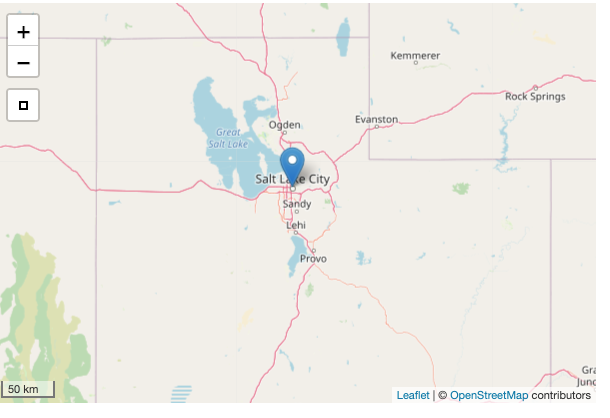 +
−
Kemmerer
Rock Springs
Ogden
Evanston
Great
Salt Lake
Salt Lake City
Sandy
Lehi
Provo
50 km
Gra
Junc
Leaflet | © OpenStreetMap contributors